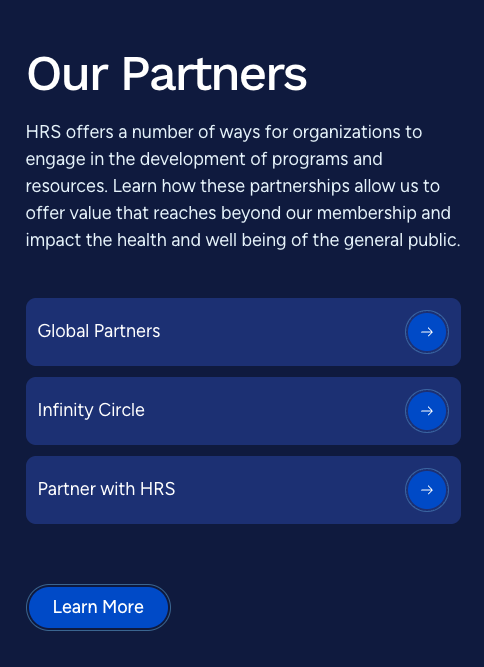 Our Partners
HRS offers a number of ways for organizations to
engage in the development of programs and
resources. Learn how these partnerships allow us to
offer value that reaches beyond our membership and
impact the health and well being of the general public.
Global Partners
Infinity Circle
Partner with HRS
Learn More